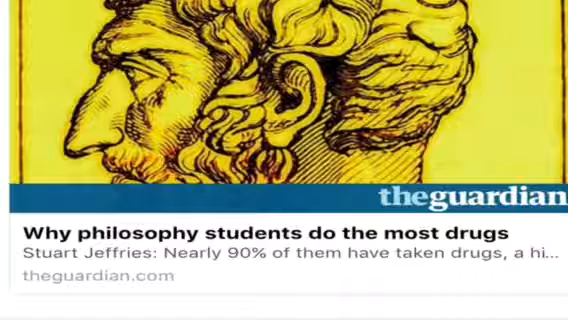 theguardian
Why philosophy students do the most drugs
Stuart Jeffries: Nearly 90% of them have taken drugs, a hi...
theguardian.com